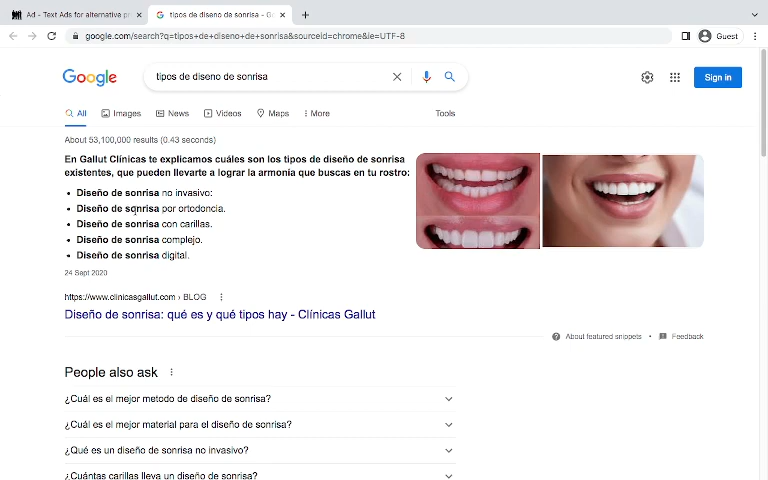 Ad - Text Ads for alternative pr
tipos de diseno de sonrisa - G
google.com/search?q=tipos+de+diseno+de+sonrisa&sourceid=chrome&ie=UTF-8
Guest
Google
tipos de diseno de sonrisa
Sign in
All
Images
News
Videos
Maps
More
Tools
About 53,100,000 results (0.43 seconds)
En Gallut Clínicas te explicamos cuáles son los tipos de diseño de sonrisa
existentes, que pueden llevarte a lograr la armonía que buscas en tu rostro:
Diseño de sonrisa no invasivo:
Diseño de sonrisa por ortodoncia.
Diseño de sonrisa con carillas.
Diseño de sonrisa complejo.
Diseño de sonrisa digital.
24 Sept 2020
https://www.clinicasgallut.com › BLOG
Diseño de sonrisa: qué es y qué tipos hay - Clínicas Gallut
About featured snippets • Feedback
People also ask
¿Cuál es el mejor metodo de diseño de sonrisa?
¿Cuál es el mejor material para el diseño de sonrisa?
¿Qué es un diseño de sonrisa no invasivo?
¿Cuántas carillas lleva un diseño de sonrisa?